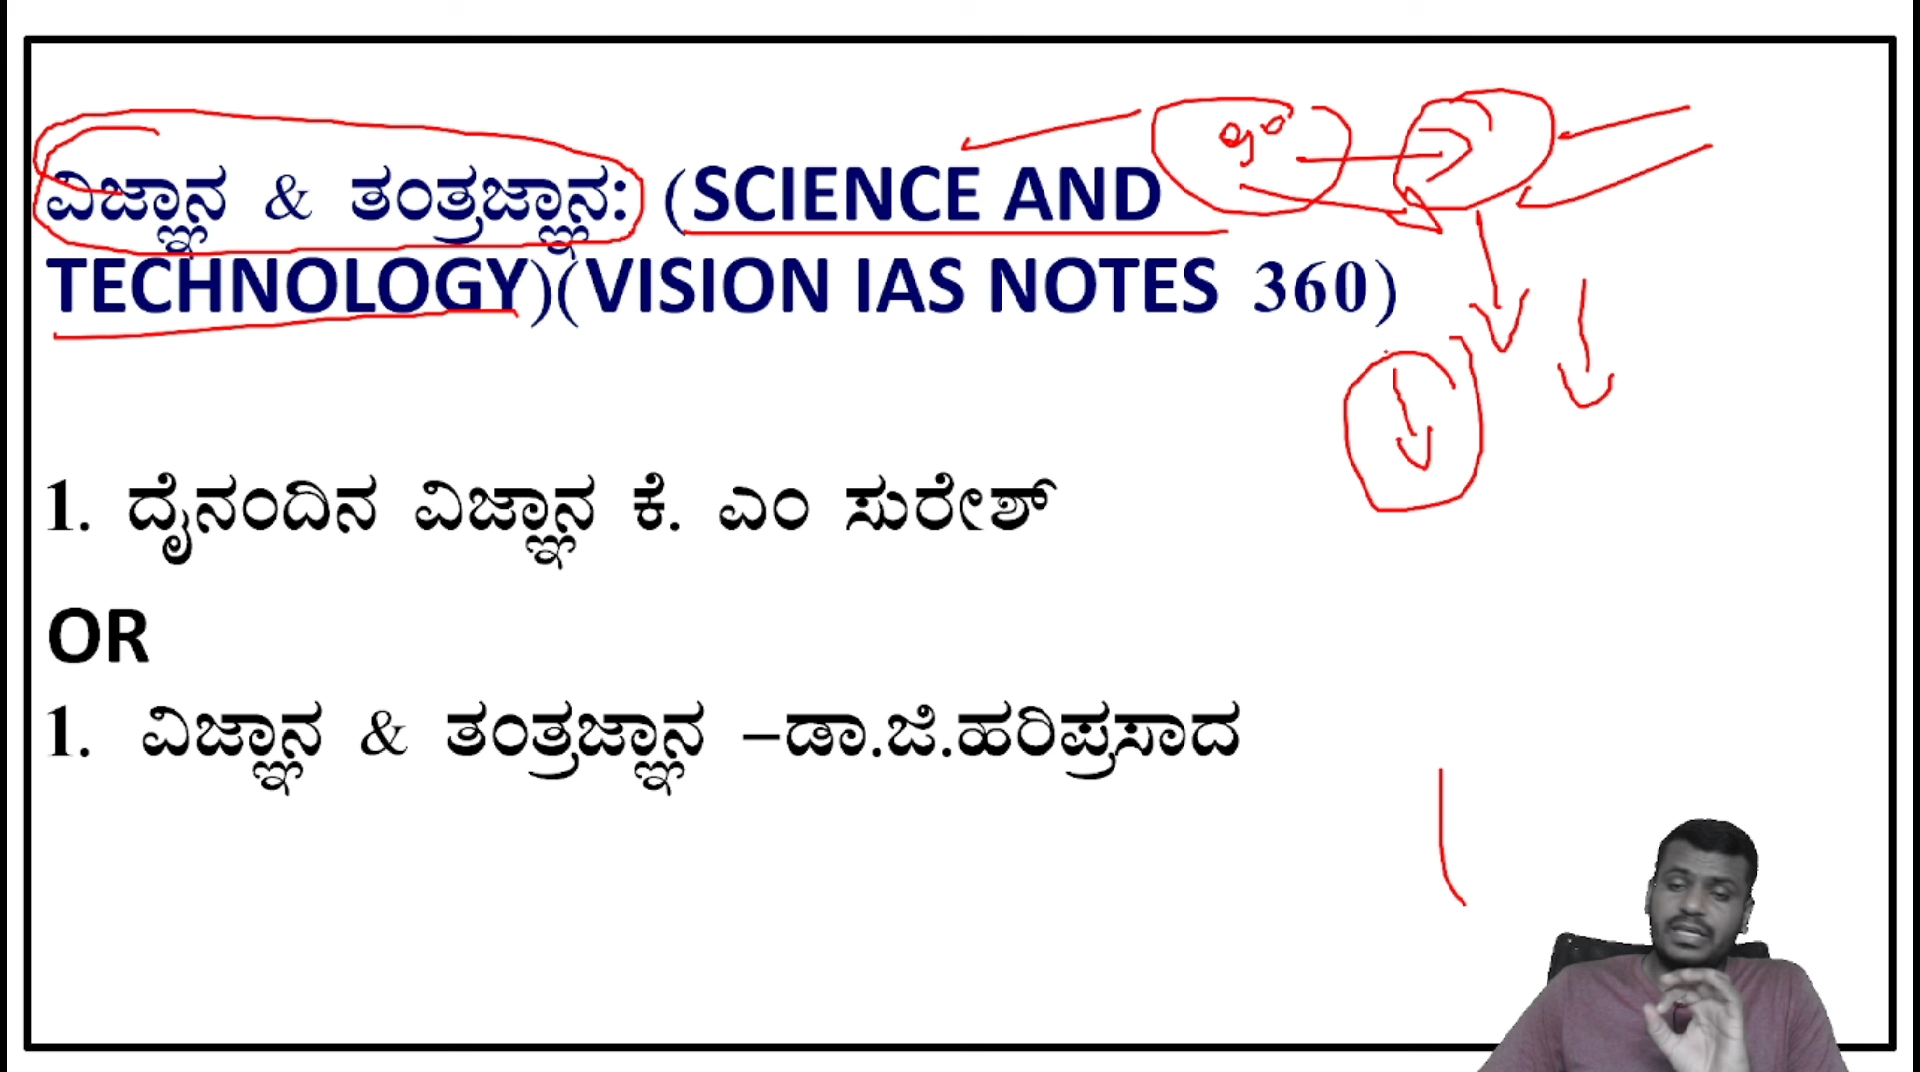 ವಿಜ್ಞಾನ & ತಂತ್ರಜ್ಞಾನ: (SCIENCE AND
TECHNOLOGY)(VISION IAS NOTES 360)
1. ದೈನಂದಿನ ವಿಜ್ಞಾನ ಕೆ. ಎಂ ಸುರೇಶ್
OR
1. ವಿಜ್ಞಾನ & ತಂತ್ರಜ್ಞಾನ –ಡಾ.ಜಿ.ಹರಿಪ್ರಸಾದ